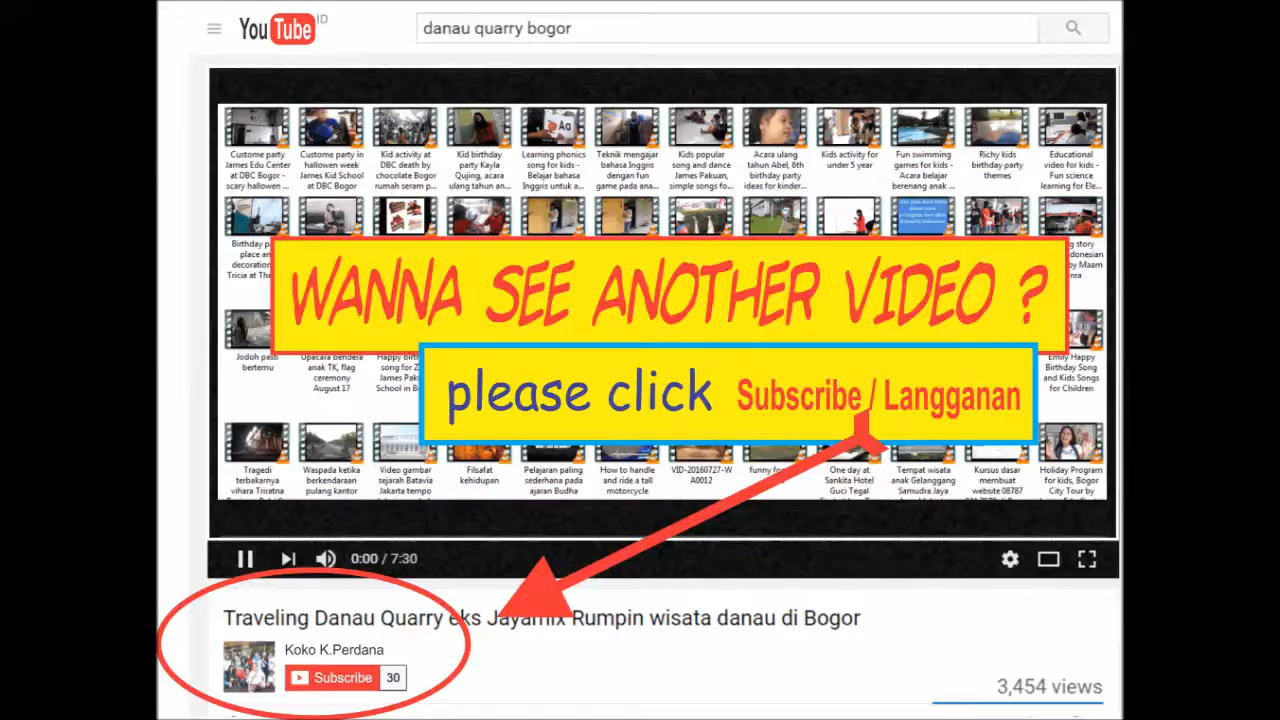 YouTube ID
danau quarry bogor
Custome party
James Edu Center
at DBC Bogor -
scary hallowen ...
Custome party in
halloween week
James Kid School
at DBC Bogor
Kid activity at
DBC death by
chocolate Bogor
rumah seram p...
Kid birthday
party Kayla
Qujing, acara
ulang tahun an...
Learning phonics
song for kids -
Belajar bahasa
Inggris untuk a...
Teknik mengajar
bahasa Inggris
dengan fun
game pada ana...
Kids popular
song and dance
James Pakuan,
simple songs fo...
Acara ulang
tahun Abel, 6th
birthday party
ideas for kinder...
Kids activity for
under 5 year
Fun swimming
games for kids -
Acara belajar
berenang anak ...
Richy kids
birthday party
themes
Educational
video for kids -
Fun science
learning for Ele...
WANNA SEE ANOTHER VIDEO ?
please click Subscribe / Langganan
Jodoh pasti
bertemu
Upacara bendera
anak TK, flag
ceremony
August 17
Emily Happy
Birthday Song
and Kids Songs
for Children
Tragedi
terbakarnya
vihara Triratna
Waspada ketika
berkendaraan
pulang kantor
Video gambar
sejarah Batavia
Jakarta tempo
Filsafat
kehidupan
Pelajaran paling
sederhana pada
ajaran Budha
How to handle
and ride a tall
motorcycle
VID-20160727-W
A0012
funny
One day at
Sankita Hotel
Guci Tegal
Tempat wisata
anak Gelanggang
Samudra Jaya
Kursus dasar
membuat
website 08787
Holiday Program
for kids, Bogor
City Tour by
0:00 / 7:30
Traveling Danau Quarry eks Jayamix Rumpin wisata danau di Bogor
Koko K.Perdana
Subscribe 30
3,454 views